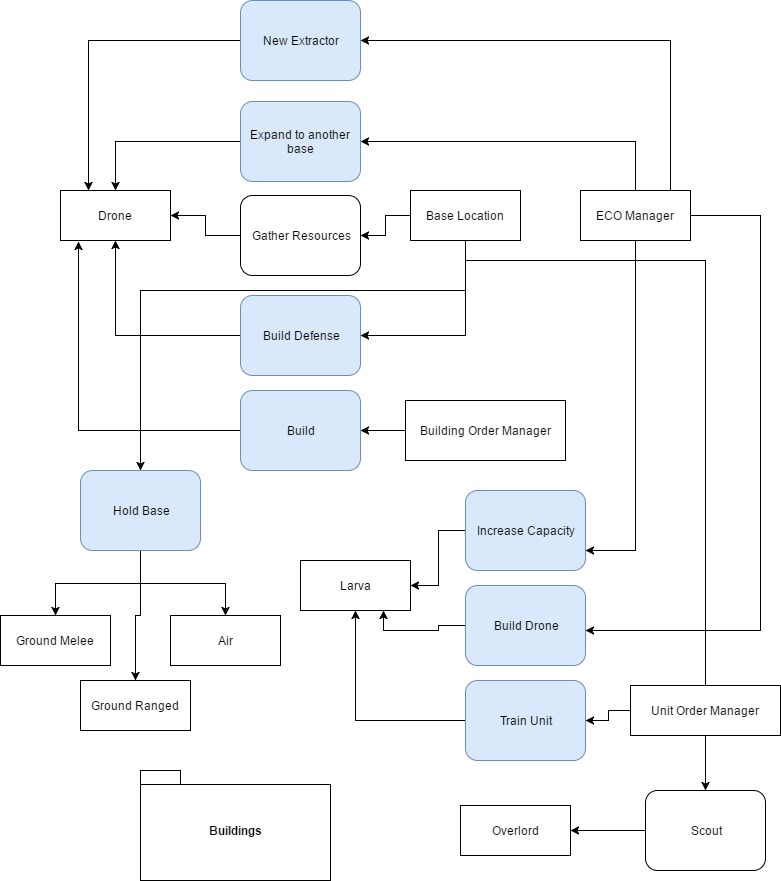 New Extractor
Expand to another
base
Drone
Gather Resources
Base Location
ECO Manager
Build Defense
Build
Building Order Manager
Hold Base
Increase Capacity
Larva
Build Drone
Ground Melee
Air
Ground Ranged
Train Unit
Unit Order Manager
Buildings
Overlord
Scout